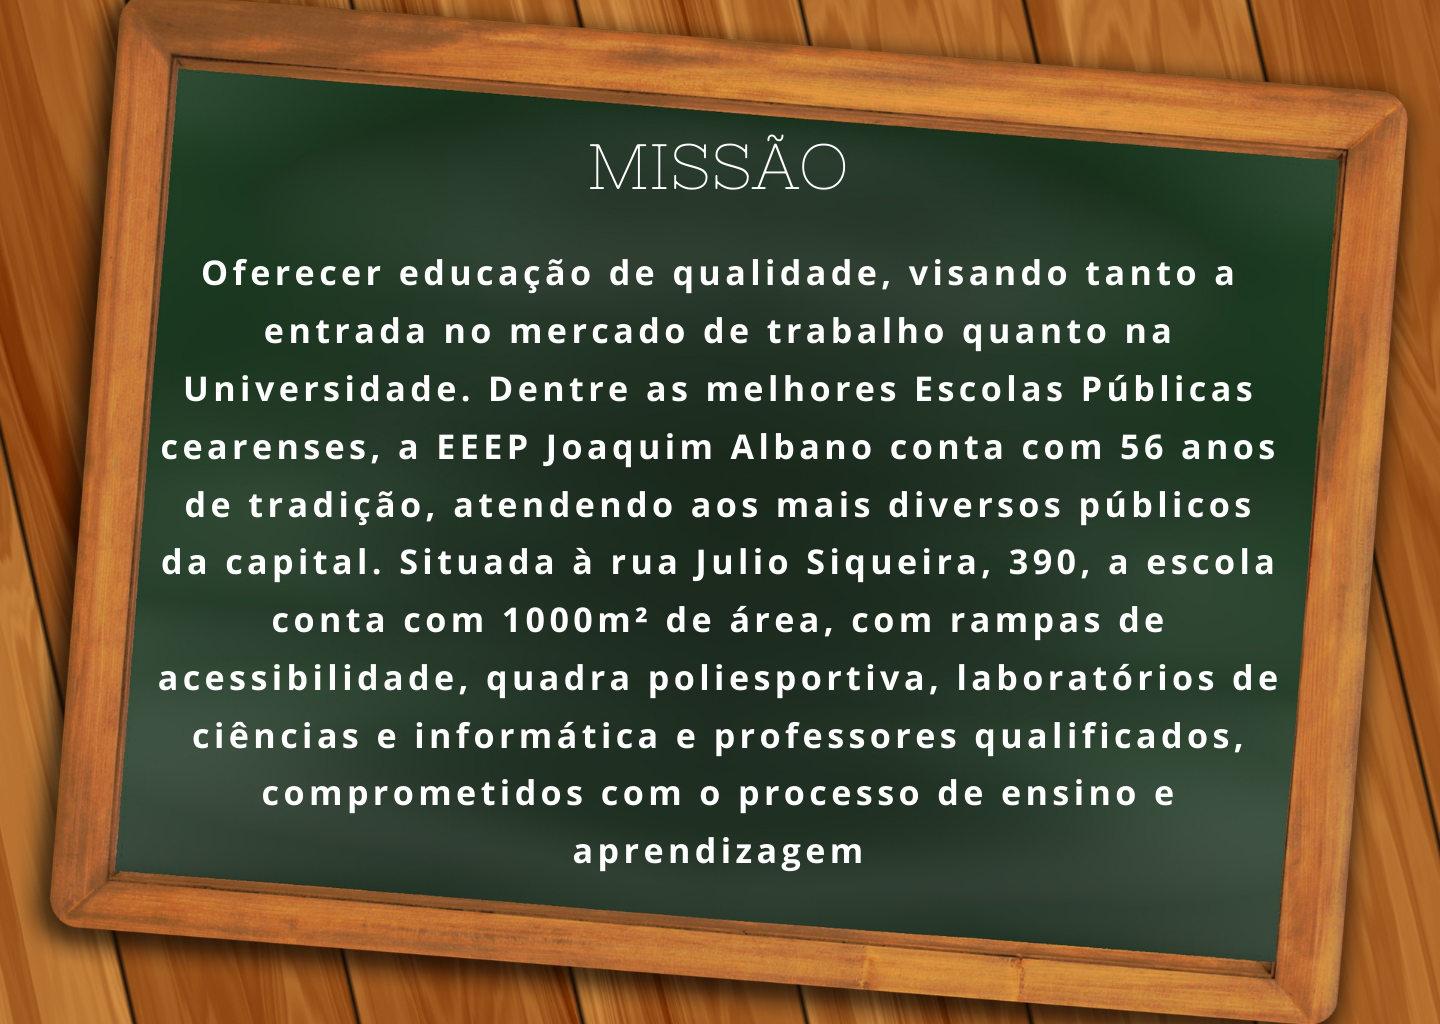 MISSÃO
Oferecer educação de qualidade, visando tanto a
entrada no mercado de trabalho quanto na
Universidade. Dentre as melhores Escolas Públicas
cearenses, a EEEP Joaquim Albano conta com 56 anos
de tradição, atendendo aos mais diversos públicos
da capital. Situada à rua Julio Siqueira, 390, a escola
conta com 1000m² de área, com rampas de
acessibilidade, quadra poliesportiva, laboratórios de
ciências e informática e professores qualificados,
comprometidos com o processo de ensino e
aprendizagem